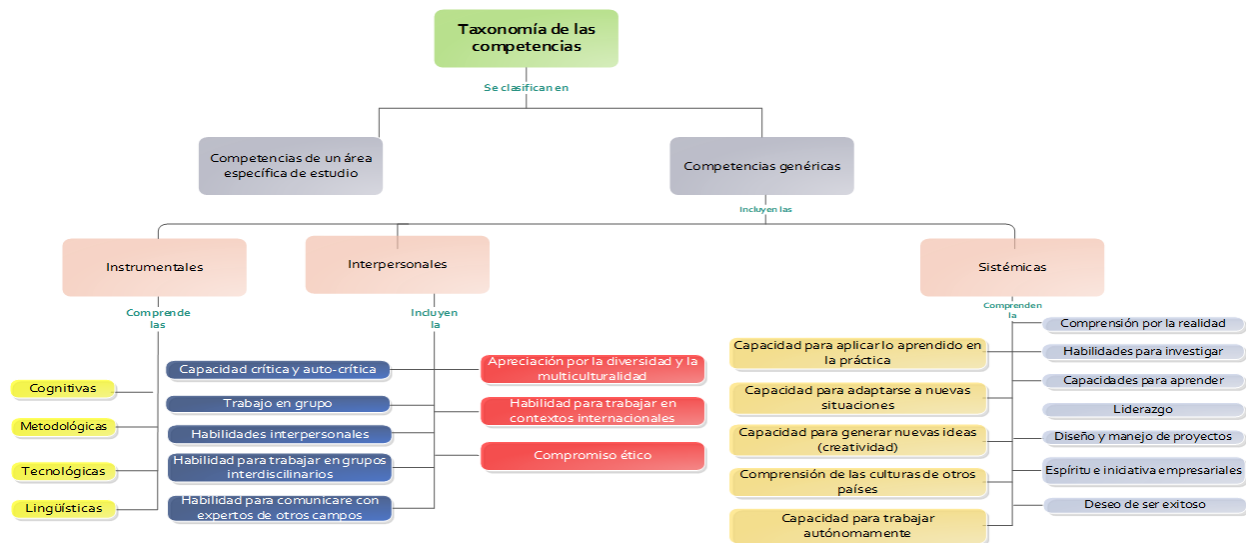 Taxonomía de las
competencias
Se clasifican en
Competencias de un área
específica de estudio
Competencias genéricas
Incluyen las
Instrumentales
Interpersonales
Sistémicas
Comprende
las
Incluyen
la
Comprenden
la
Cognitivas
Metodológicas
Tecnológicas
Lingüísticas
Capacidad crítica y auto-crítica
Trabajo en grupo
Habilidades interpersonales
Habilidad para trabajar en grupos
interdiscilinarios
Habilidad para comunicare con
expertos de otros campos
Apreciación por la diversidad y la
multiculturalidad
Habilidad para trabajar en
contextos internacionales
Compromiso ético
Capacidad para aplicar lo aprendido en
la práctica
Capacidad para adaptarse a nuevas
situaciones
Capacidad para generar nuevas ideas
(creatividad)
Comprensión de las culturas de otros
países
Capacidad para trabajar
autónomamente
Comprensión por la realidad
Habilidades para investigar
Capacidades para aprender
Liderazgo
Diseño y manejo de proyectos
Espíritu e iniciativa empresariales
Deseo de ser exitoso